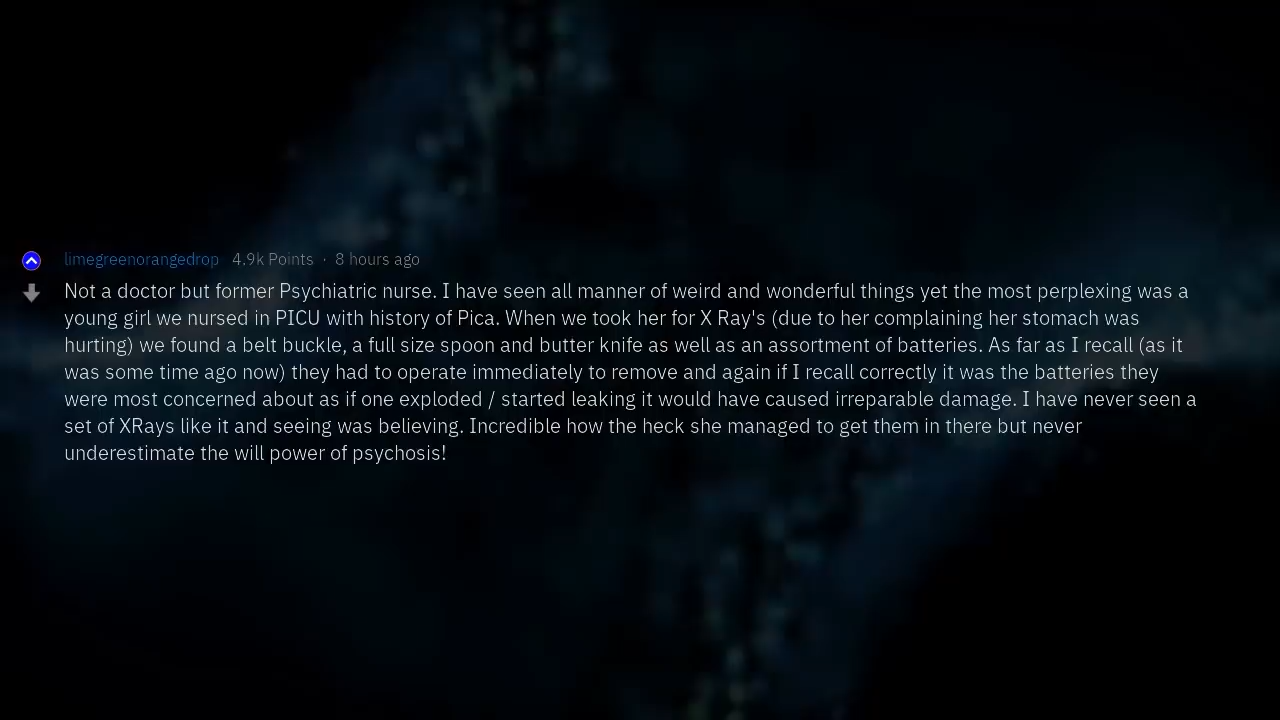 limegreenorangedrop 4.9k Points · 8 hours ago
Not a doctor but former Psychiatric nurse. I have seen all manner of weird and wonderful things yet the most perplexing was a
young girl we nursed in PICU with history of Pica. When we took her for X Ray's (due to her complaining her stomach was
hurting) we found a belt buckle, a full size spoon and butter knife as well as an assortment of batteries. As far as I recall (as it
was some time ago now) they had to operate immediately to remove and again if I recall correctly it was the batteries they
were most concerned about as if one exploded / started leaking it would have caused irreparable damage. I have never seen a
set of XRays like it and seeing was believing. Incredible how the heck she managed to get them in there but never
underestimate the will power of psychosis!